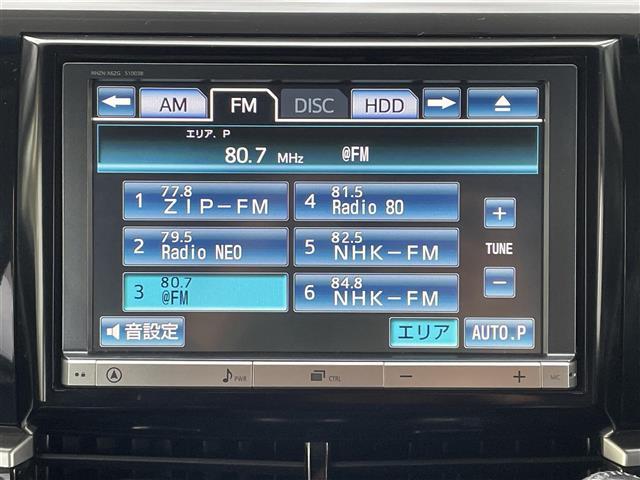 NHZN-X62G 510038
AM FM DISC HDD
エリア. P
80.7 MHz @FM
1 77.8 ZIP-FM
4 81.5 Radio 80
2 79.5 Radio NEO
5 82.5 NHK-FM
3 80.7 @FM
6 84.8 NHK-FM
+
TUNE
−
音設定
エリア AUTO.P
PWR CTRL − + MIC